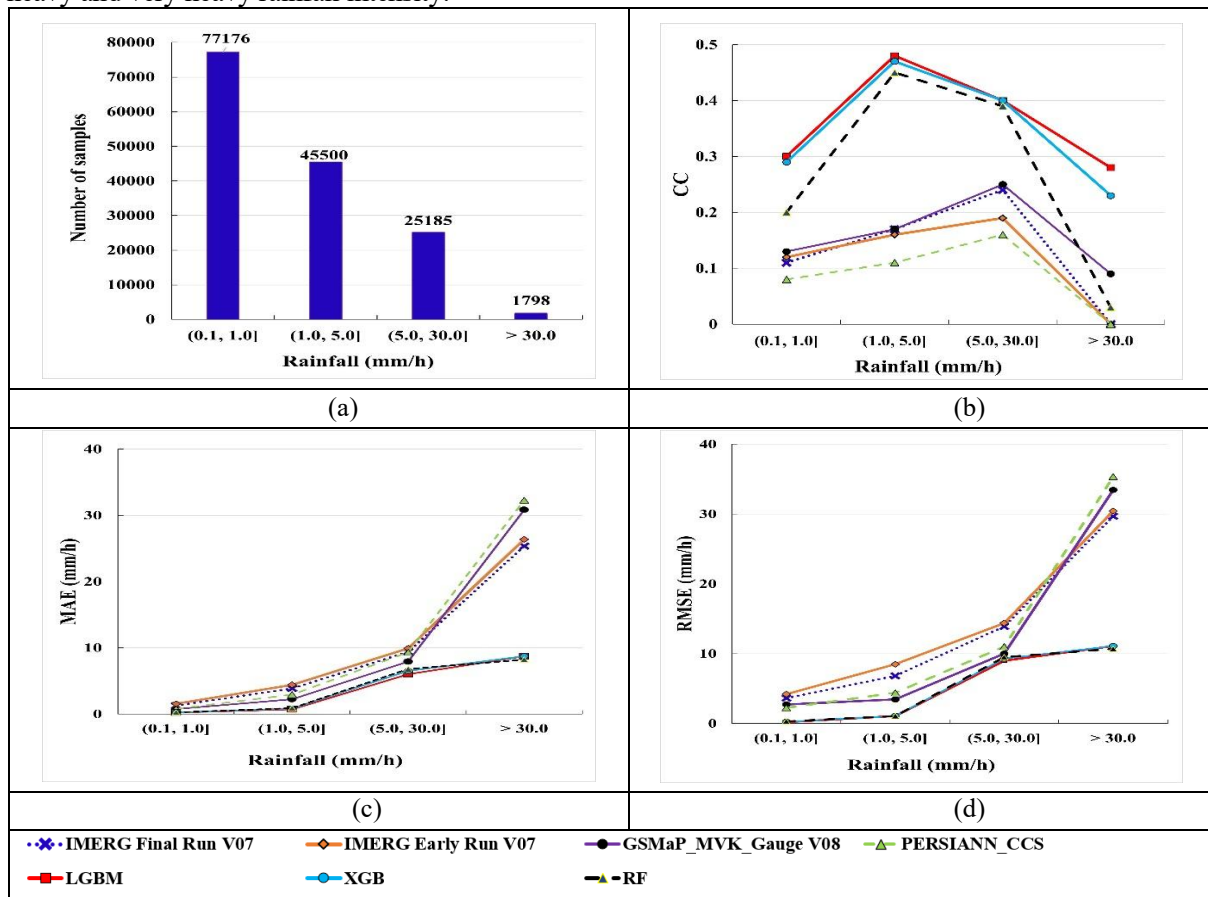 heavy and very heavy rainfall intensity.
80000
70000
60000
50000
40000
30000
20000
10000
0
Number of samples
77176
45500
25185
1798
(0.1, 1.0]
(1.0, 5.0]
(5.0, 30.0]
> 30.0
Rainfall (mm/h)
0.5
0.4
0.3
0.2
0.1
0
CC
(0.1, 1.0]
(1.0, 5.0]
(5.0, 30.0]
> 30.0
Rainfall (mm/h)
(a)
(b)
40
30
20
10
0
MAE (mm/h)
(0.1, 1.0]
(1.0, 5.0]
(5.0, 30.0]
> 30.0
Rainfall (mm/h)
40
30
20
10
0
RMSE (mm/h)
(0.1, 1.0]
(1.0, 5.0]
(5.0, 30.0]
> 30.0
Rainfall (mm/h)
(c)
(d)
IMERG Final Run V07
IMERG Early Run V07
GSMaP_MVK_Gauge V08
PERSIANN_CCS
LGBM
XGB
RF